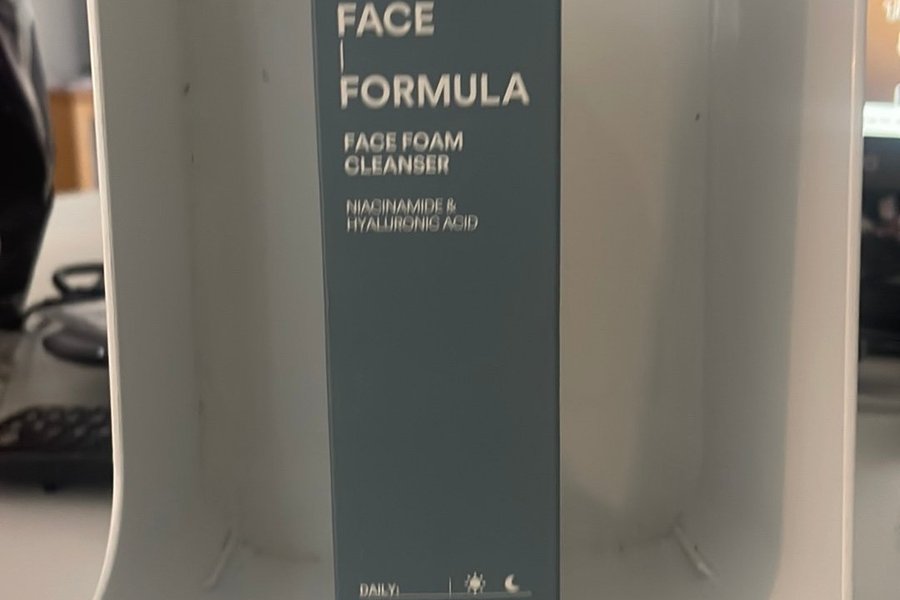 FACE
FORMULA
FACE FOAM
CLEANSER
NIACINAMIDE &
HYALURONIC ACID
DAILY: